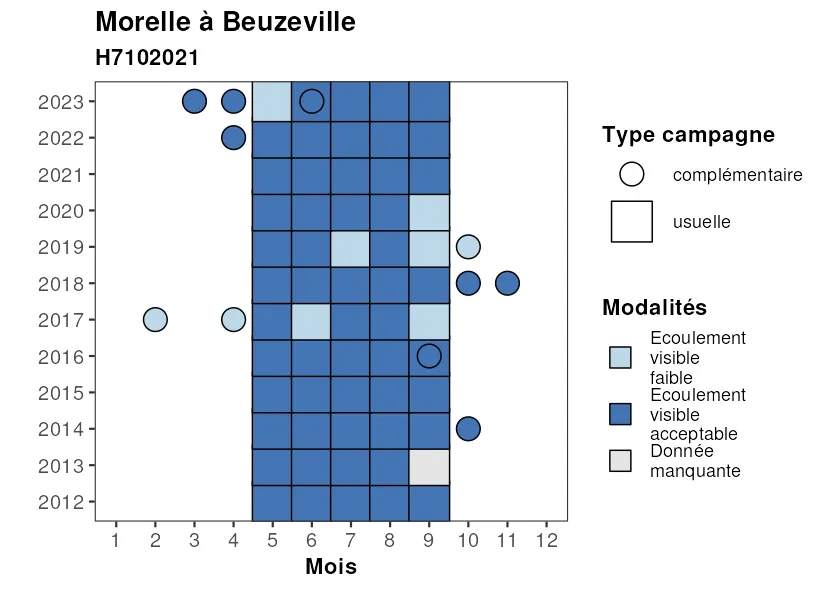 Morelle à Beuzeville
H7102021
2023
2022
2021
2020
2019
2018
2017
2016
2015
2014
2013
2012
1 2 3 4 5 6 7 8 9 10 11 12
Mois
Type campagne
complémentaire
usuelle
Modalités
Ecoulement
visible
faible
Ecoulement
visible
acceptable
Donnée
manquante